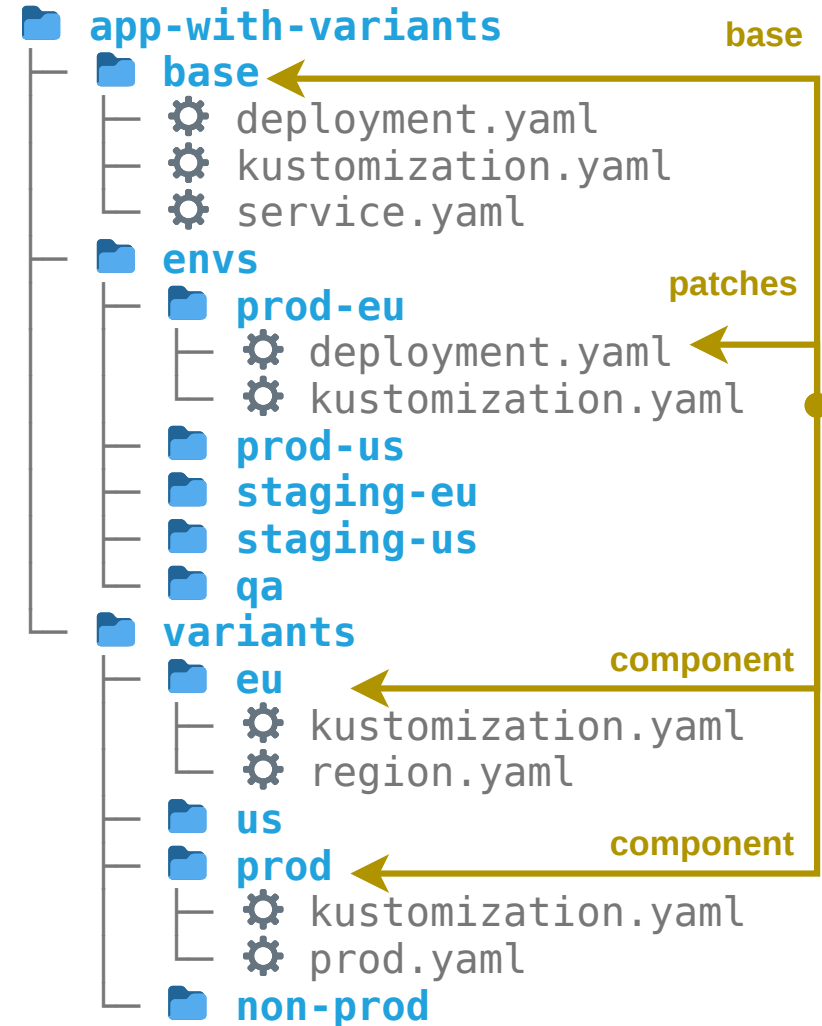 app-with-variants
base
base
deployment.yaml
kustomization.yaml
service.yaml
envs
patches
prod-eu
deployment.yaml
kustomization.yaml
prod-us
staging-eu
staging-us
qa
variants
component
eu
kustomization.yaml
region.yaml
us
component
prod
kustomization.yaml
prod.yaml
non-prod